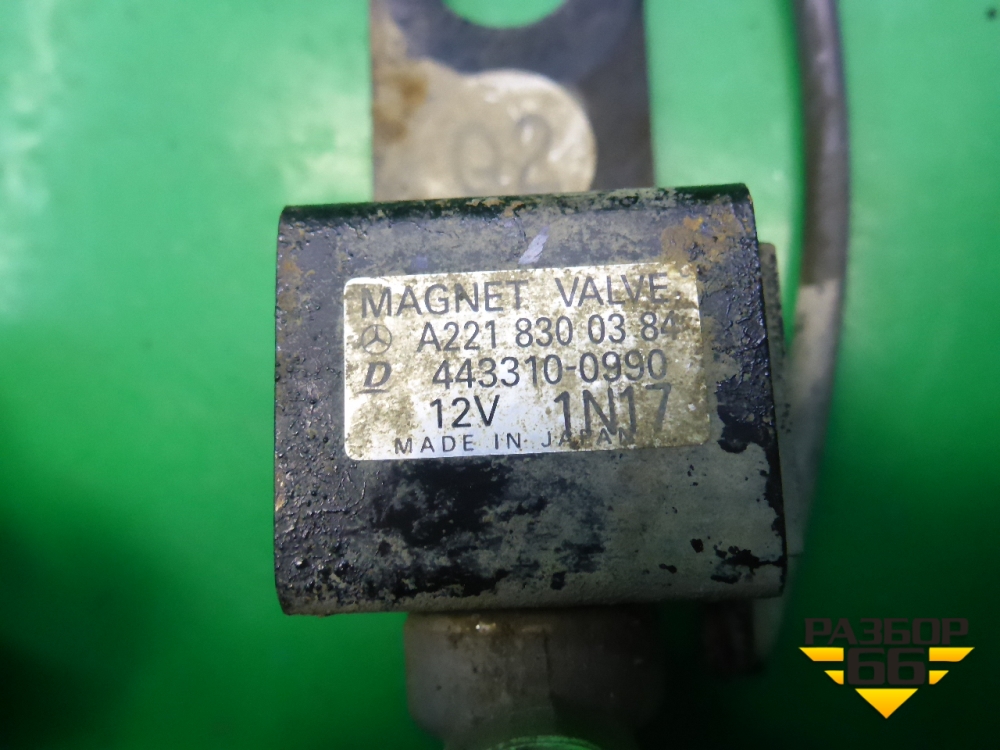 MAGNET VALVE
A221 830 03 84
D 443310-0990
12V 1N17
MADE IN JAPAN
РАЗБОР
66